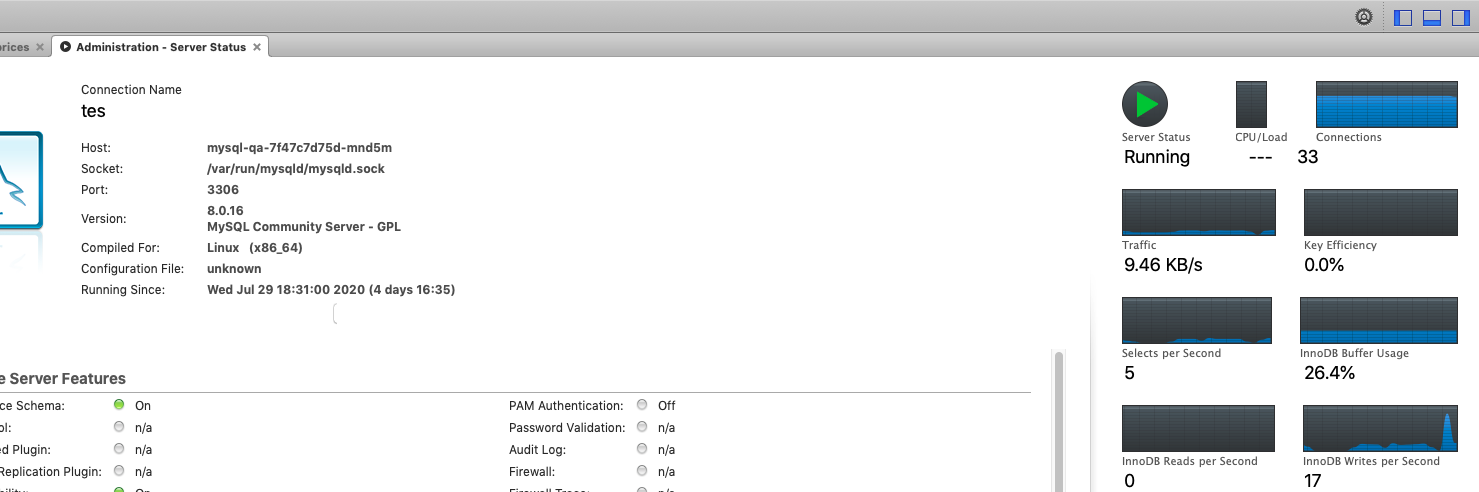 prices
Administration - Server Status
Connection Name
tes
Host: mysql-qa-7f47c7d75d-mnd5m
Socket: /var/run/mysqld/mysqld.sock
Port: 3306
Version: 8.0.16
MySQL Community Server - GPL
Compiled For: Linux (x86_64)
Configuration File: unknown
Running Since: Wed Jul 29 18:31:00 2020 (4 days 16:35)
Server Status
Running
CPU/Load
---
Connections
33
Traffic
9.46 KB/s
Key Efficiency
0.0%
Selects per Second
5
InnoDB Buffer Usage
26.4%
InnoDB Reads per Second
0
InnoDB Writes per Second
17
e Server Features
ce Schema: On
ol: n/a
ed Plugin: n/a
Replication Plugin: n/a
On
PAM Authentication: Off
Password Validation: n/a
Audit Log: n/a
Firewall: n/a
Firewall Trace: n/a